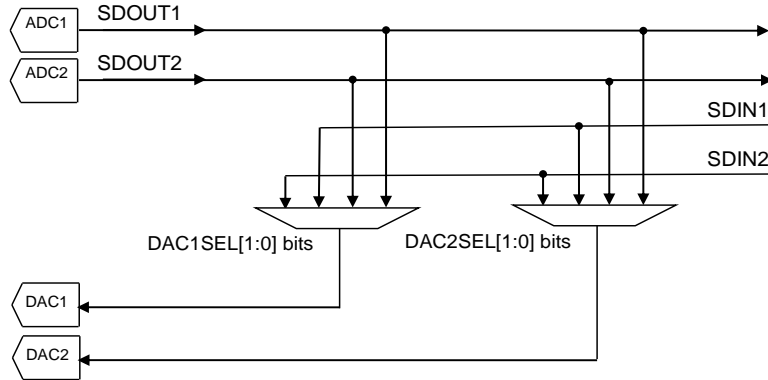 ADC1
SDOUT1
ADC2
SDOUT2
SDIN1
SDIN2
DAC1SEL[1:0] bits
DAC2SEL[1:0] bits
DAC1
DAC2